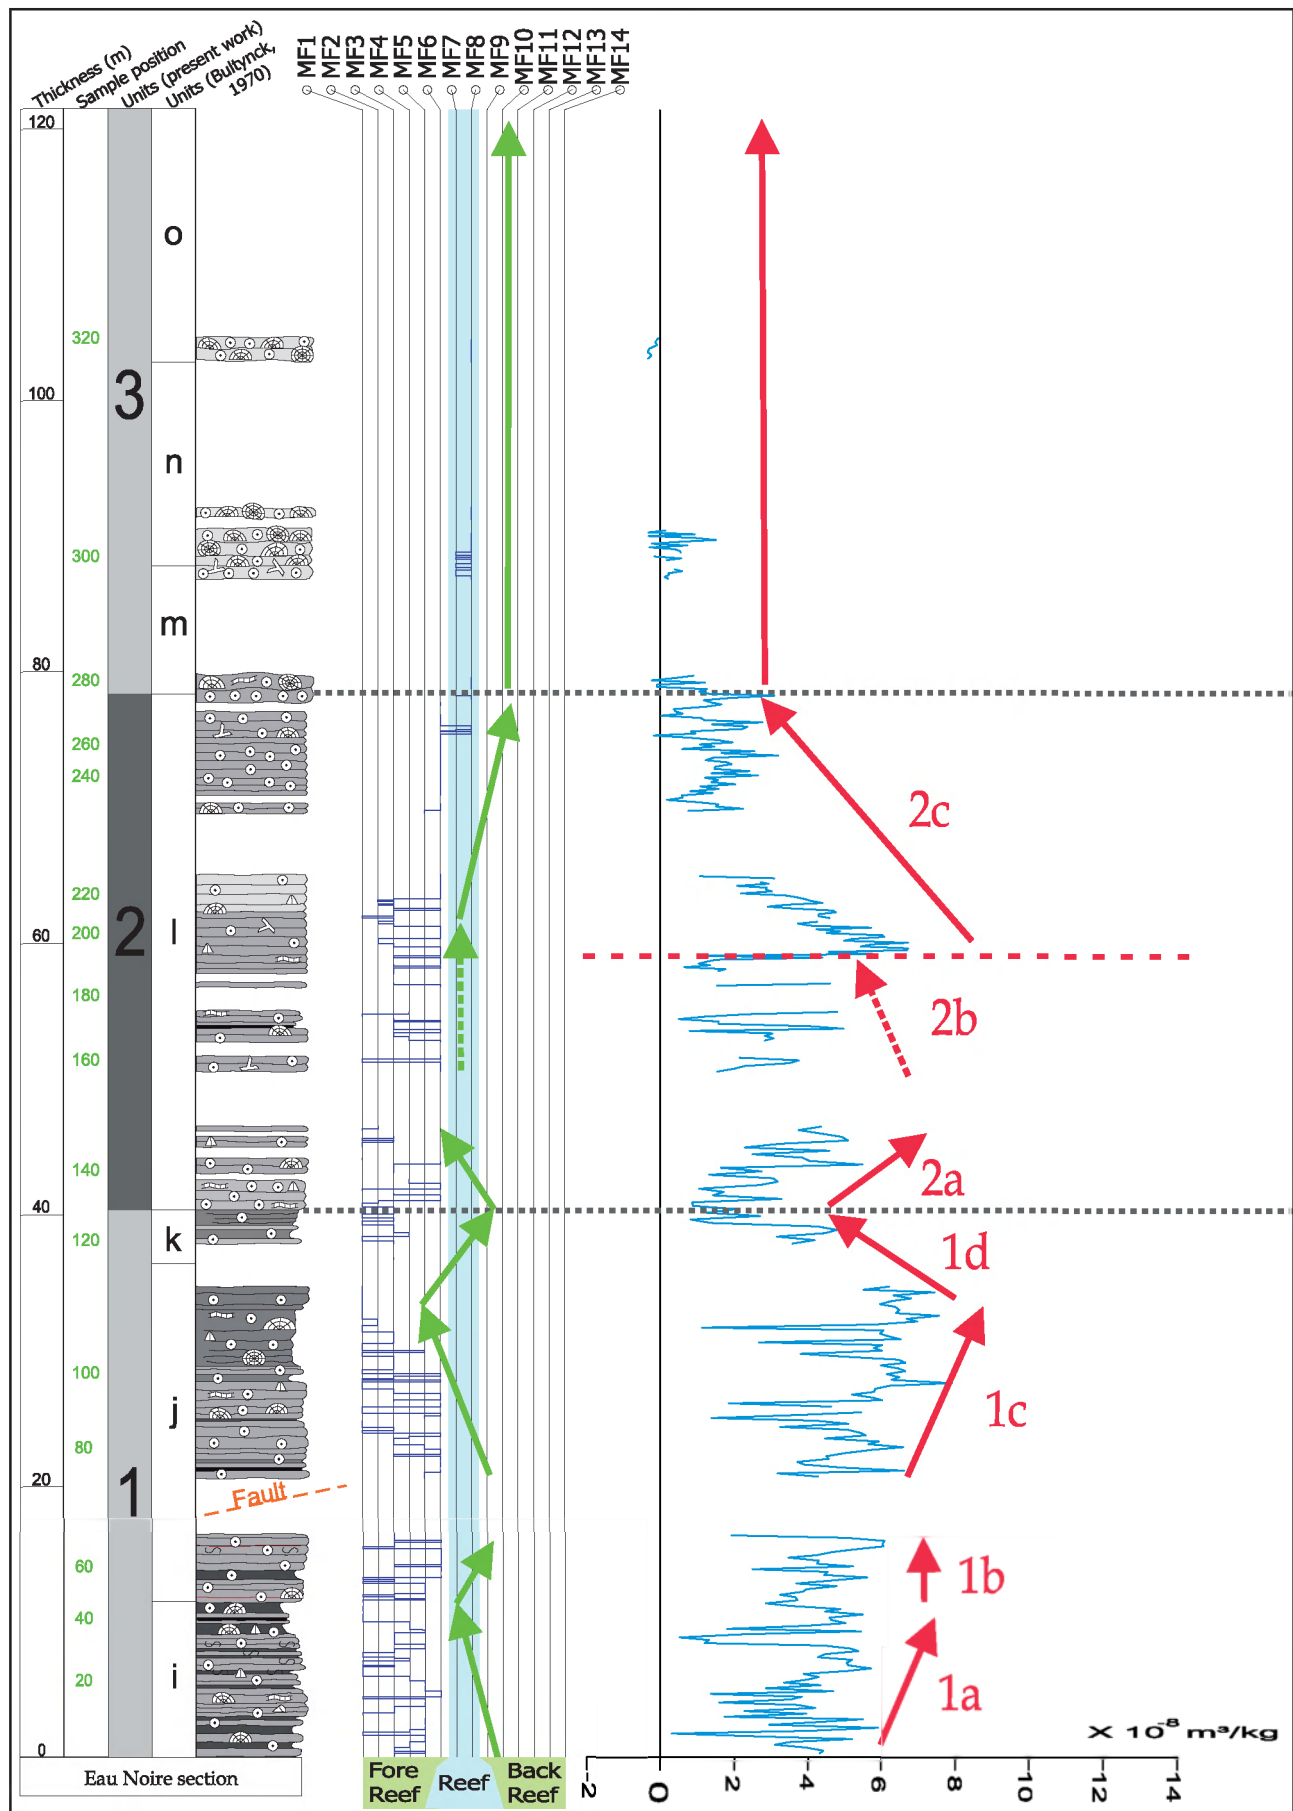 Thickness (m)
Sample position
Units (present work)
Units (Bultynck,
1970)
MF1
MF2
MF3
MF4
MF5
MF6
MF7
MF8
MF9
MF10
MF11
MF12
MF13
MF14
120
o
320
3
100
n
300
m
80
280
260
240
2c
220
2
l
200
60
180
2b
160
140
2a
40
k
120
1d
100
j
1c
80
20
1
Fault
60
1b
40
i
20
1a
X 10-8 m³/kg
0
Eau Noire section
Fore
Reef
Reef
Back
Reef
-2
0
2
4
6
8
10
12
14